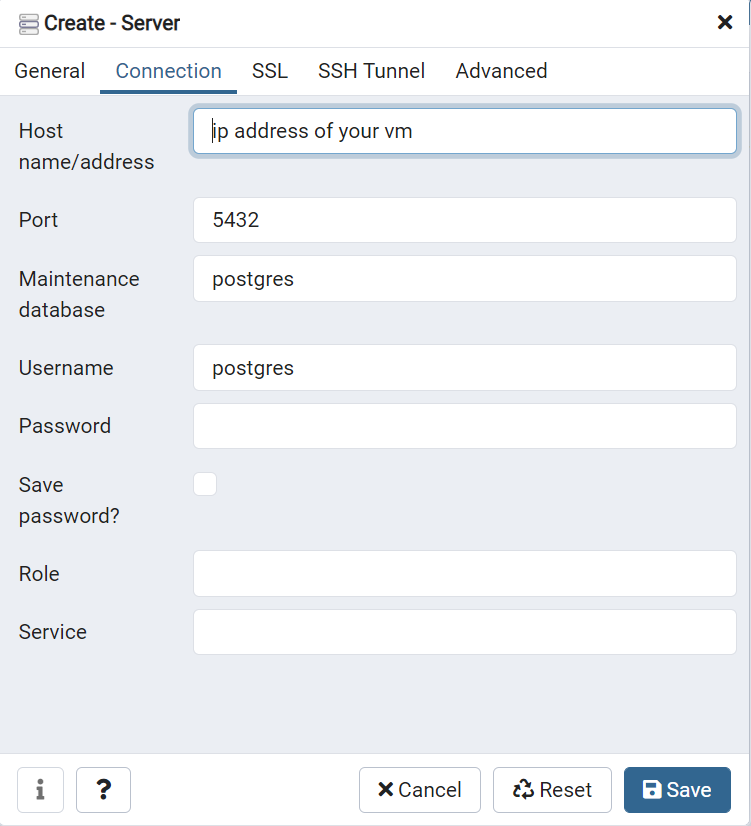 Create - Server
General Connection SSL SSH Tunnel Advanced
Host
name/address
ip address of your vm
Port
5432
Maintenance
database
postgres
Username
postgres
Password
Save
password?
Role
Service
i ? Cancel Reset Save